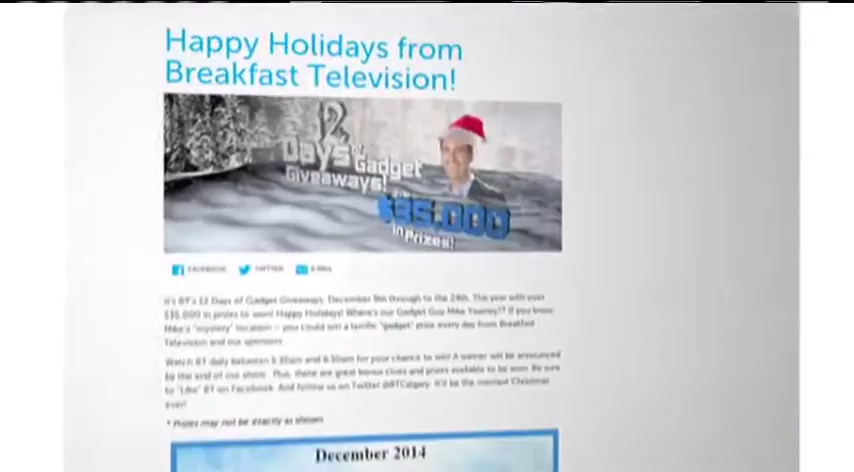 Happy Holidays from
Breakfast Television!
12
Days of Gadget
Giveaways!
$35,000
in Prizes!
FACEBOOK TWITTER E-MAIL
It's BT's 12 Days of Gadget Giveaways, December 9th through to the 24th. This year with over
$35,000 in prizes to won! Happy Holidays! Where's our Gadget Guy Mike Yawney?? If you know
Mike's "mystery" location – you could win a terrific "gadget" prize every day from Breakfast
Television and our sponsors.
Watch BT daily between 5:30am and 8:30am for your chance to win! A winner will be announced
by the end of our show. Plus, there are great bonus clues and prizes available to be won. Be sure
to "Like" BT on Facebook. And follow us on Twitter @BTCalgary. It'll be the merriest Christmas
ever!
* Prizes may not be exactly as shown
December 2014